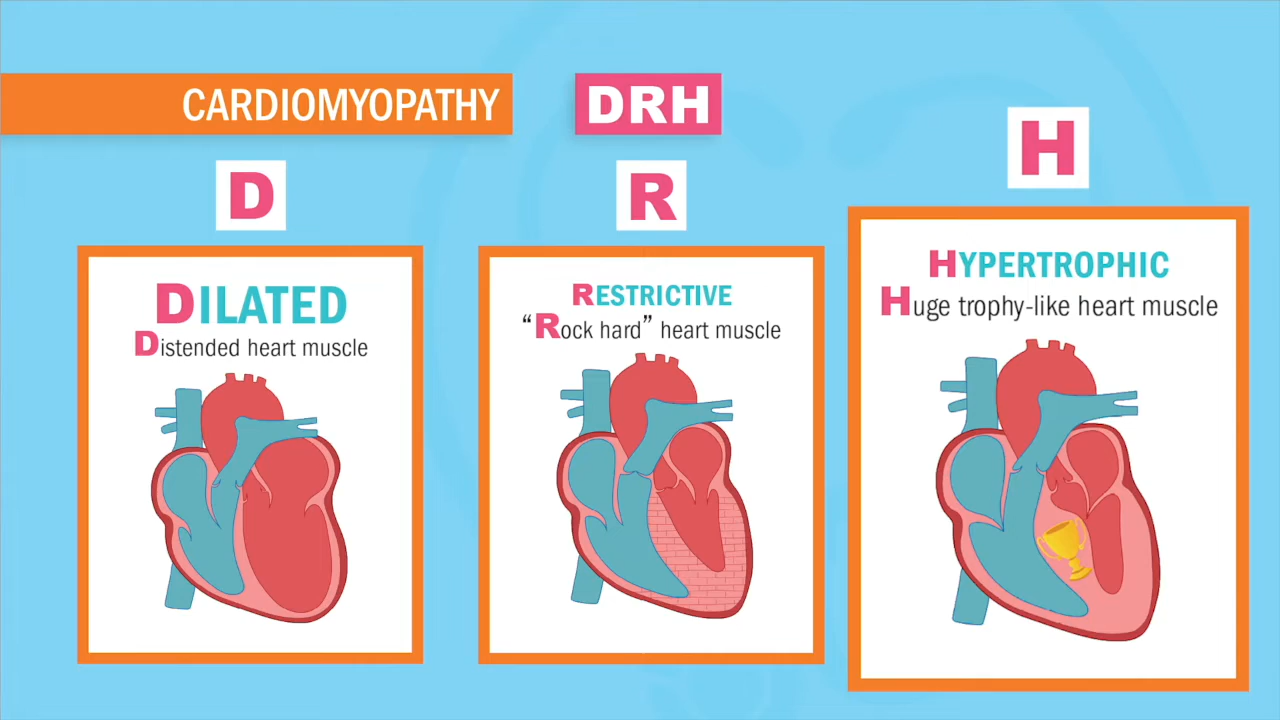 CARDIOMYOPATHY
DRH
D
DILATED
Distended heart muscle
R
RESTRICTIVE
“Rock hard” heart muscle
H
HYPERTROPHIC
Huge trophy-like heart muscle